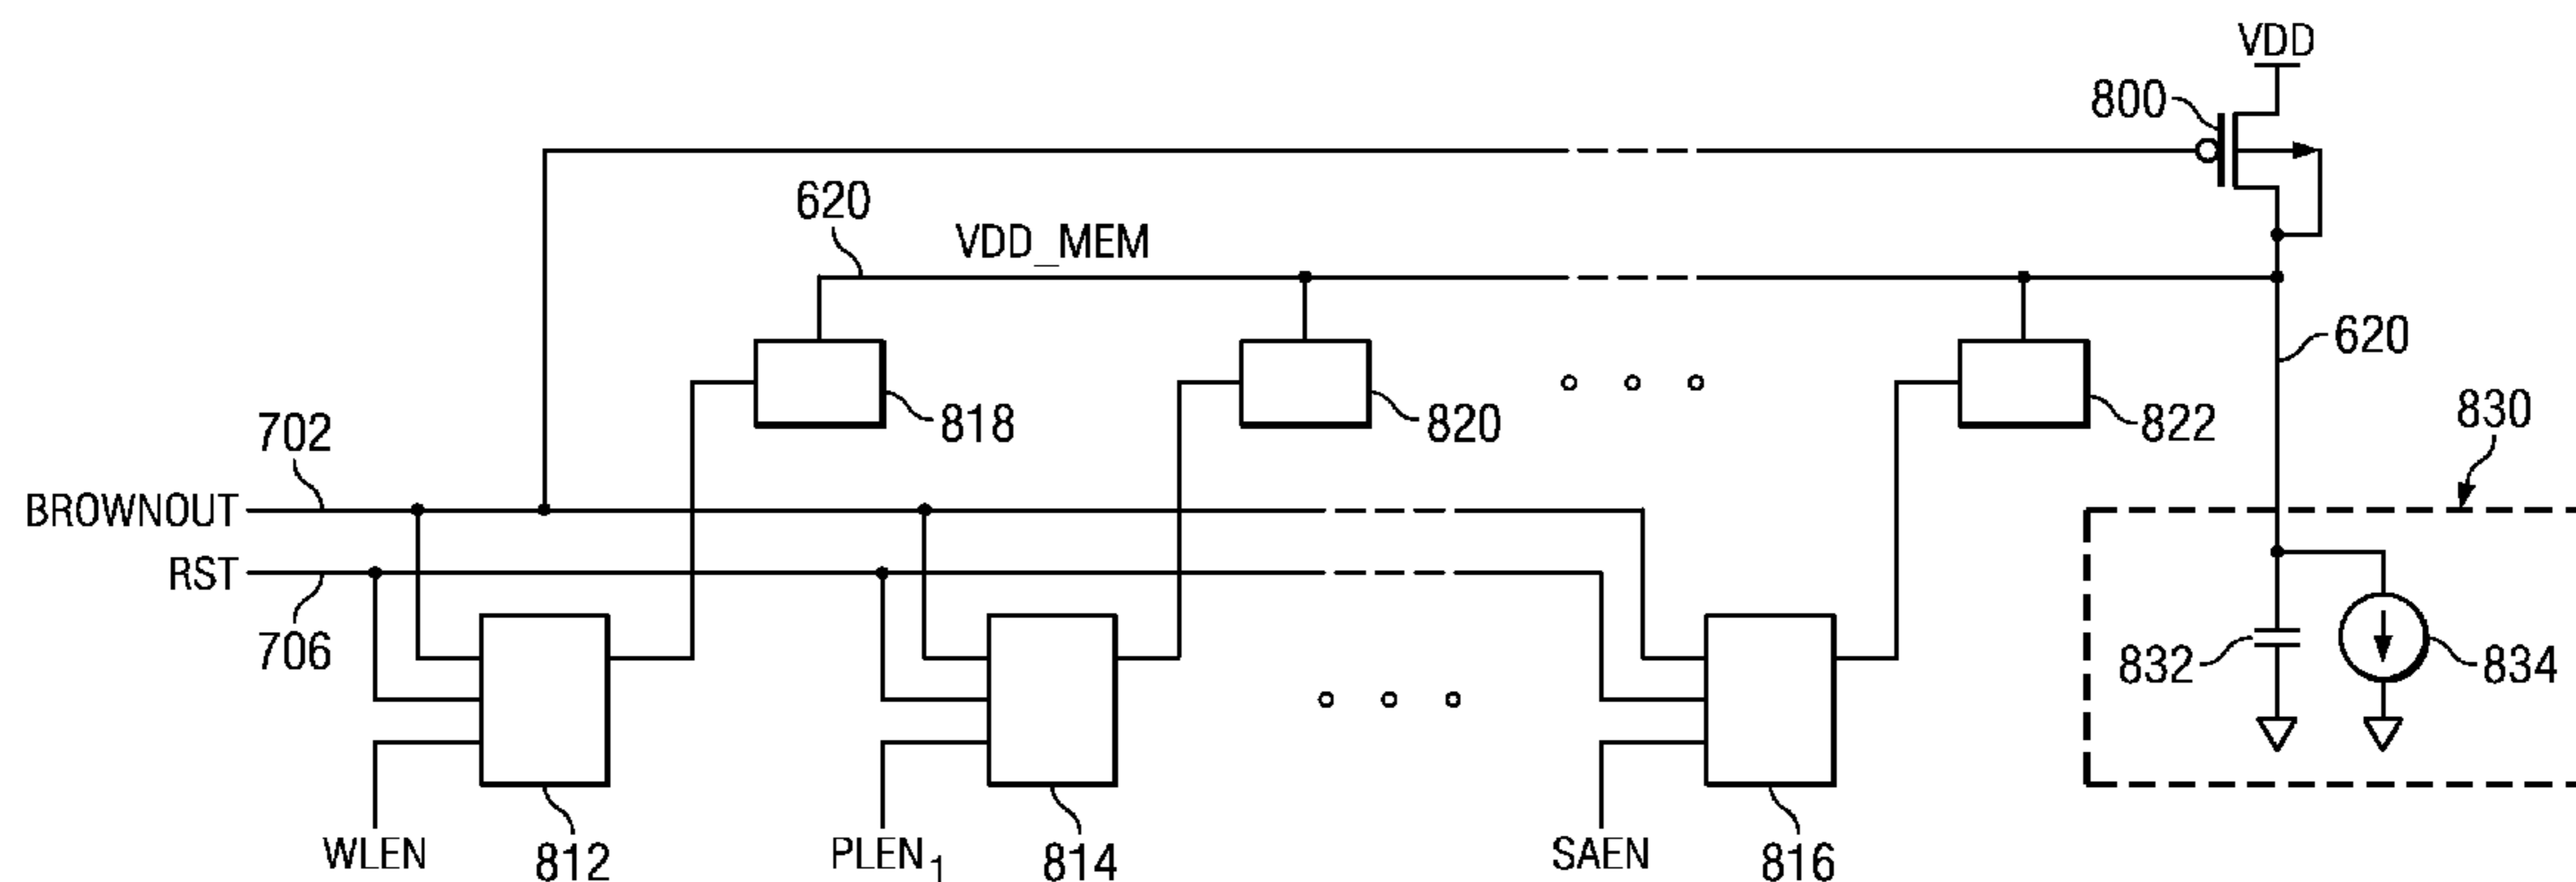 VDD
800
620
VDD_MEM
620
818
820
822
830
702
BROWNOUT
RST
706
832
834
WLEN
812
PLEN1
814
SAEN
816